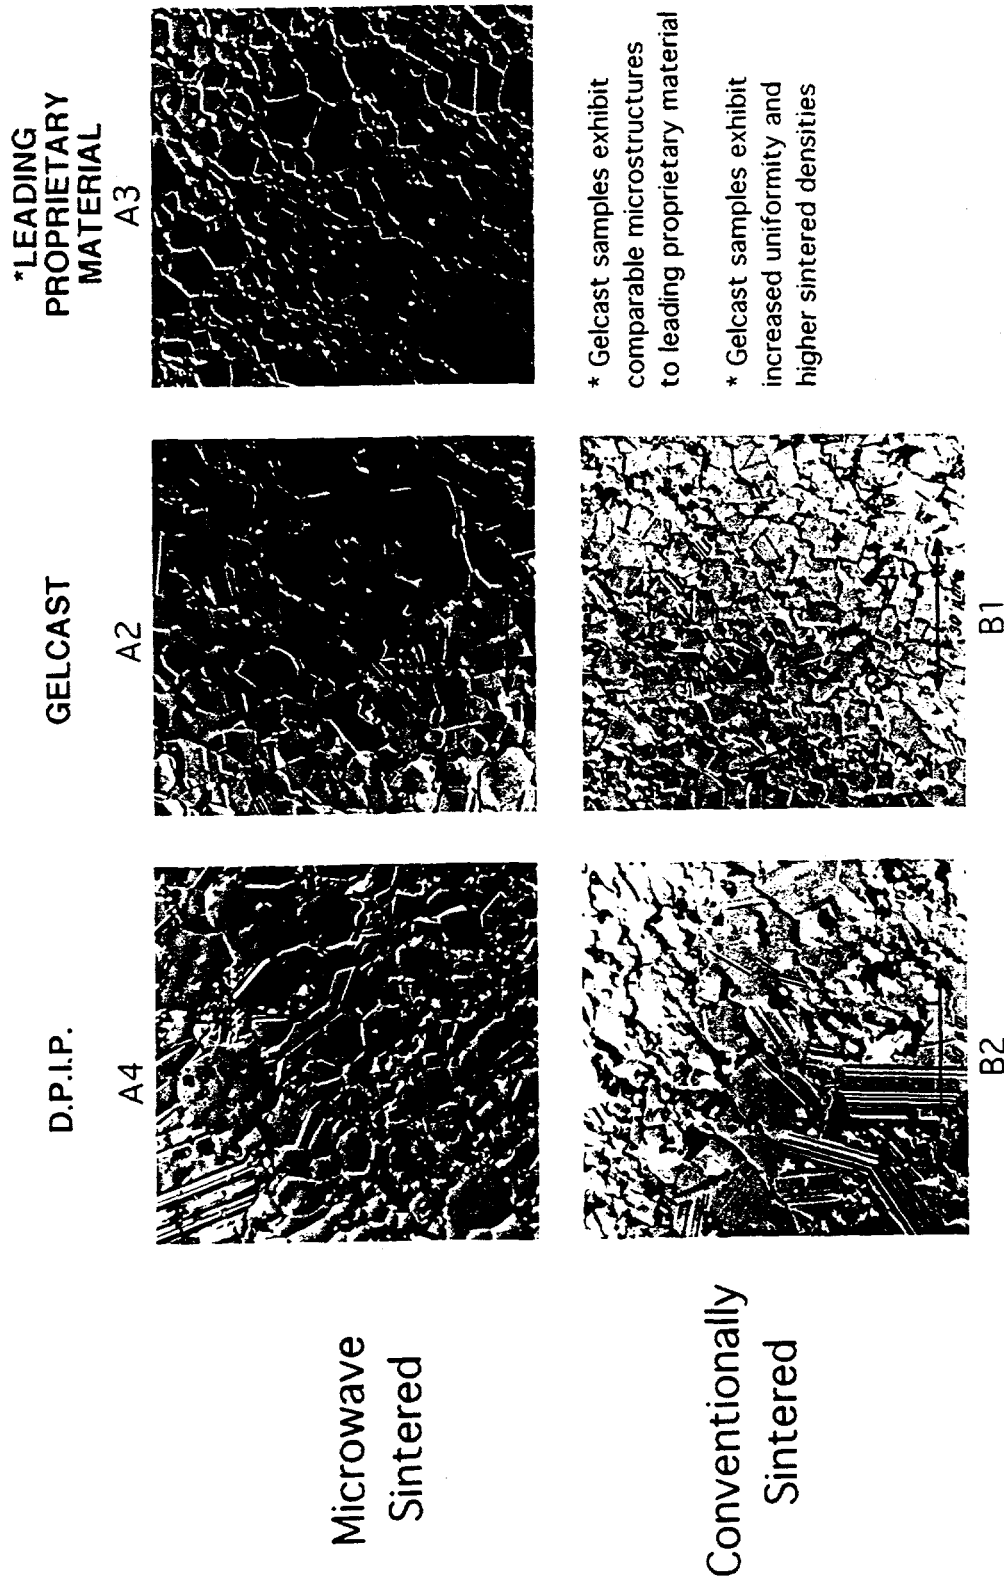 D.P.I.P.
GELCAST
*LEADING
PROPRIETARY
MATERIAL
A4
A2
A3
Microwave
Sintered
* Gelcast samples exhibit
comparable microstructures
to leading proprietary material
* Gelcast samples exhibit
increased uniformity and
higher sintered densities
Conventionally
Sintered
B2
B1